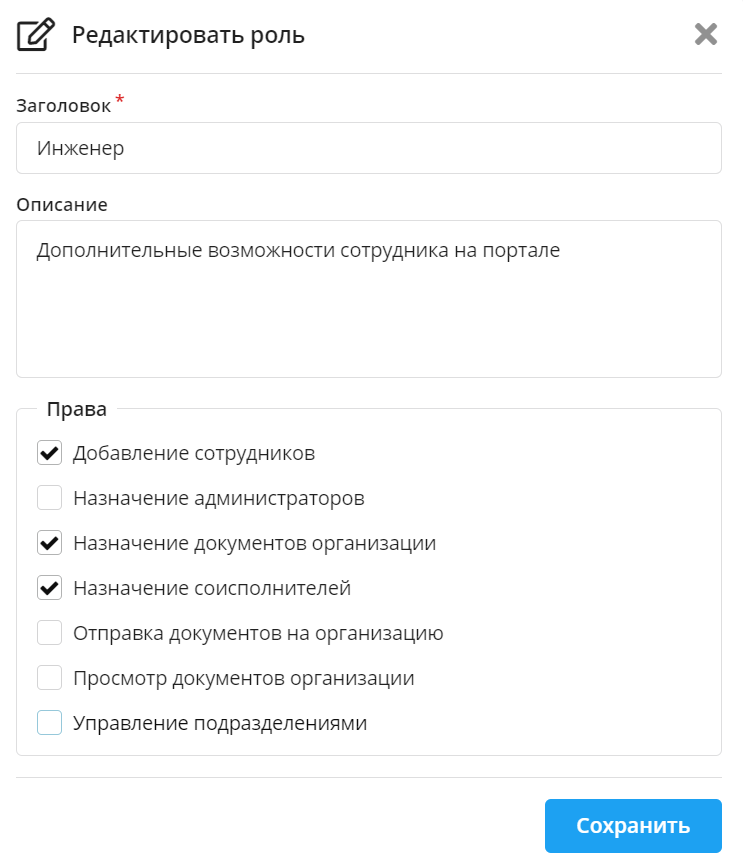 Редактировать роль
Заголовок *
Инженер
Описание
Дополнительные возможности сотрудника на портале
Права
Добавление сотрудников
Назначение администраторов
Назначение документов организации
Назначение соисполнителей
Отправка документов на организацию
Просмотр документов организации
Управление подразделениями
Сохранить